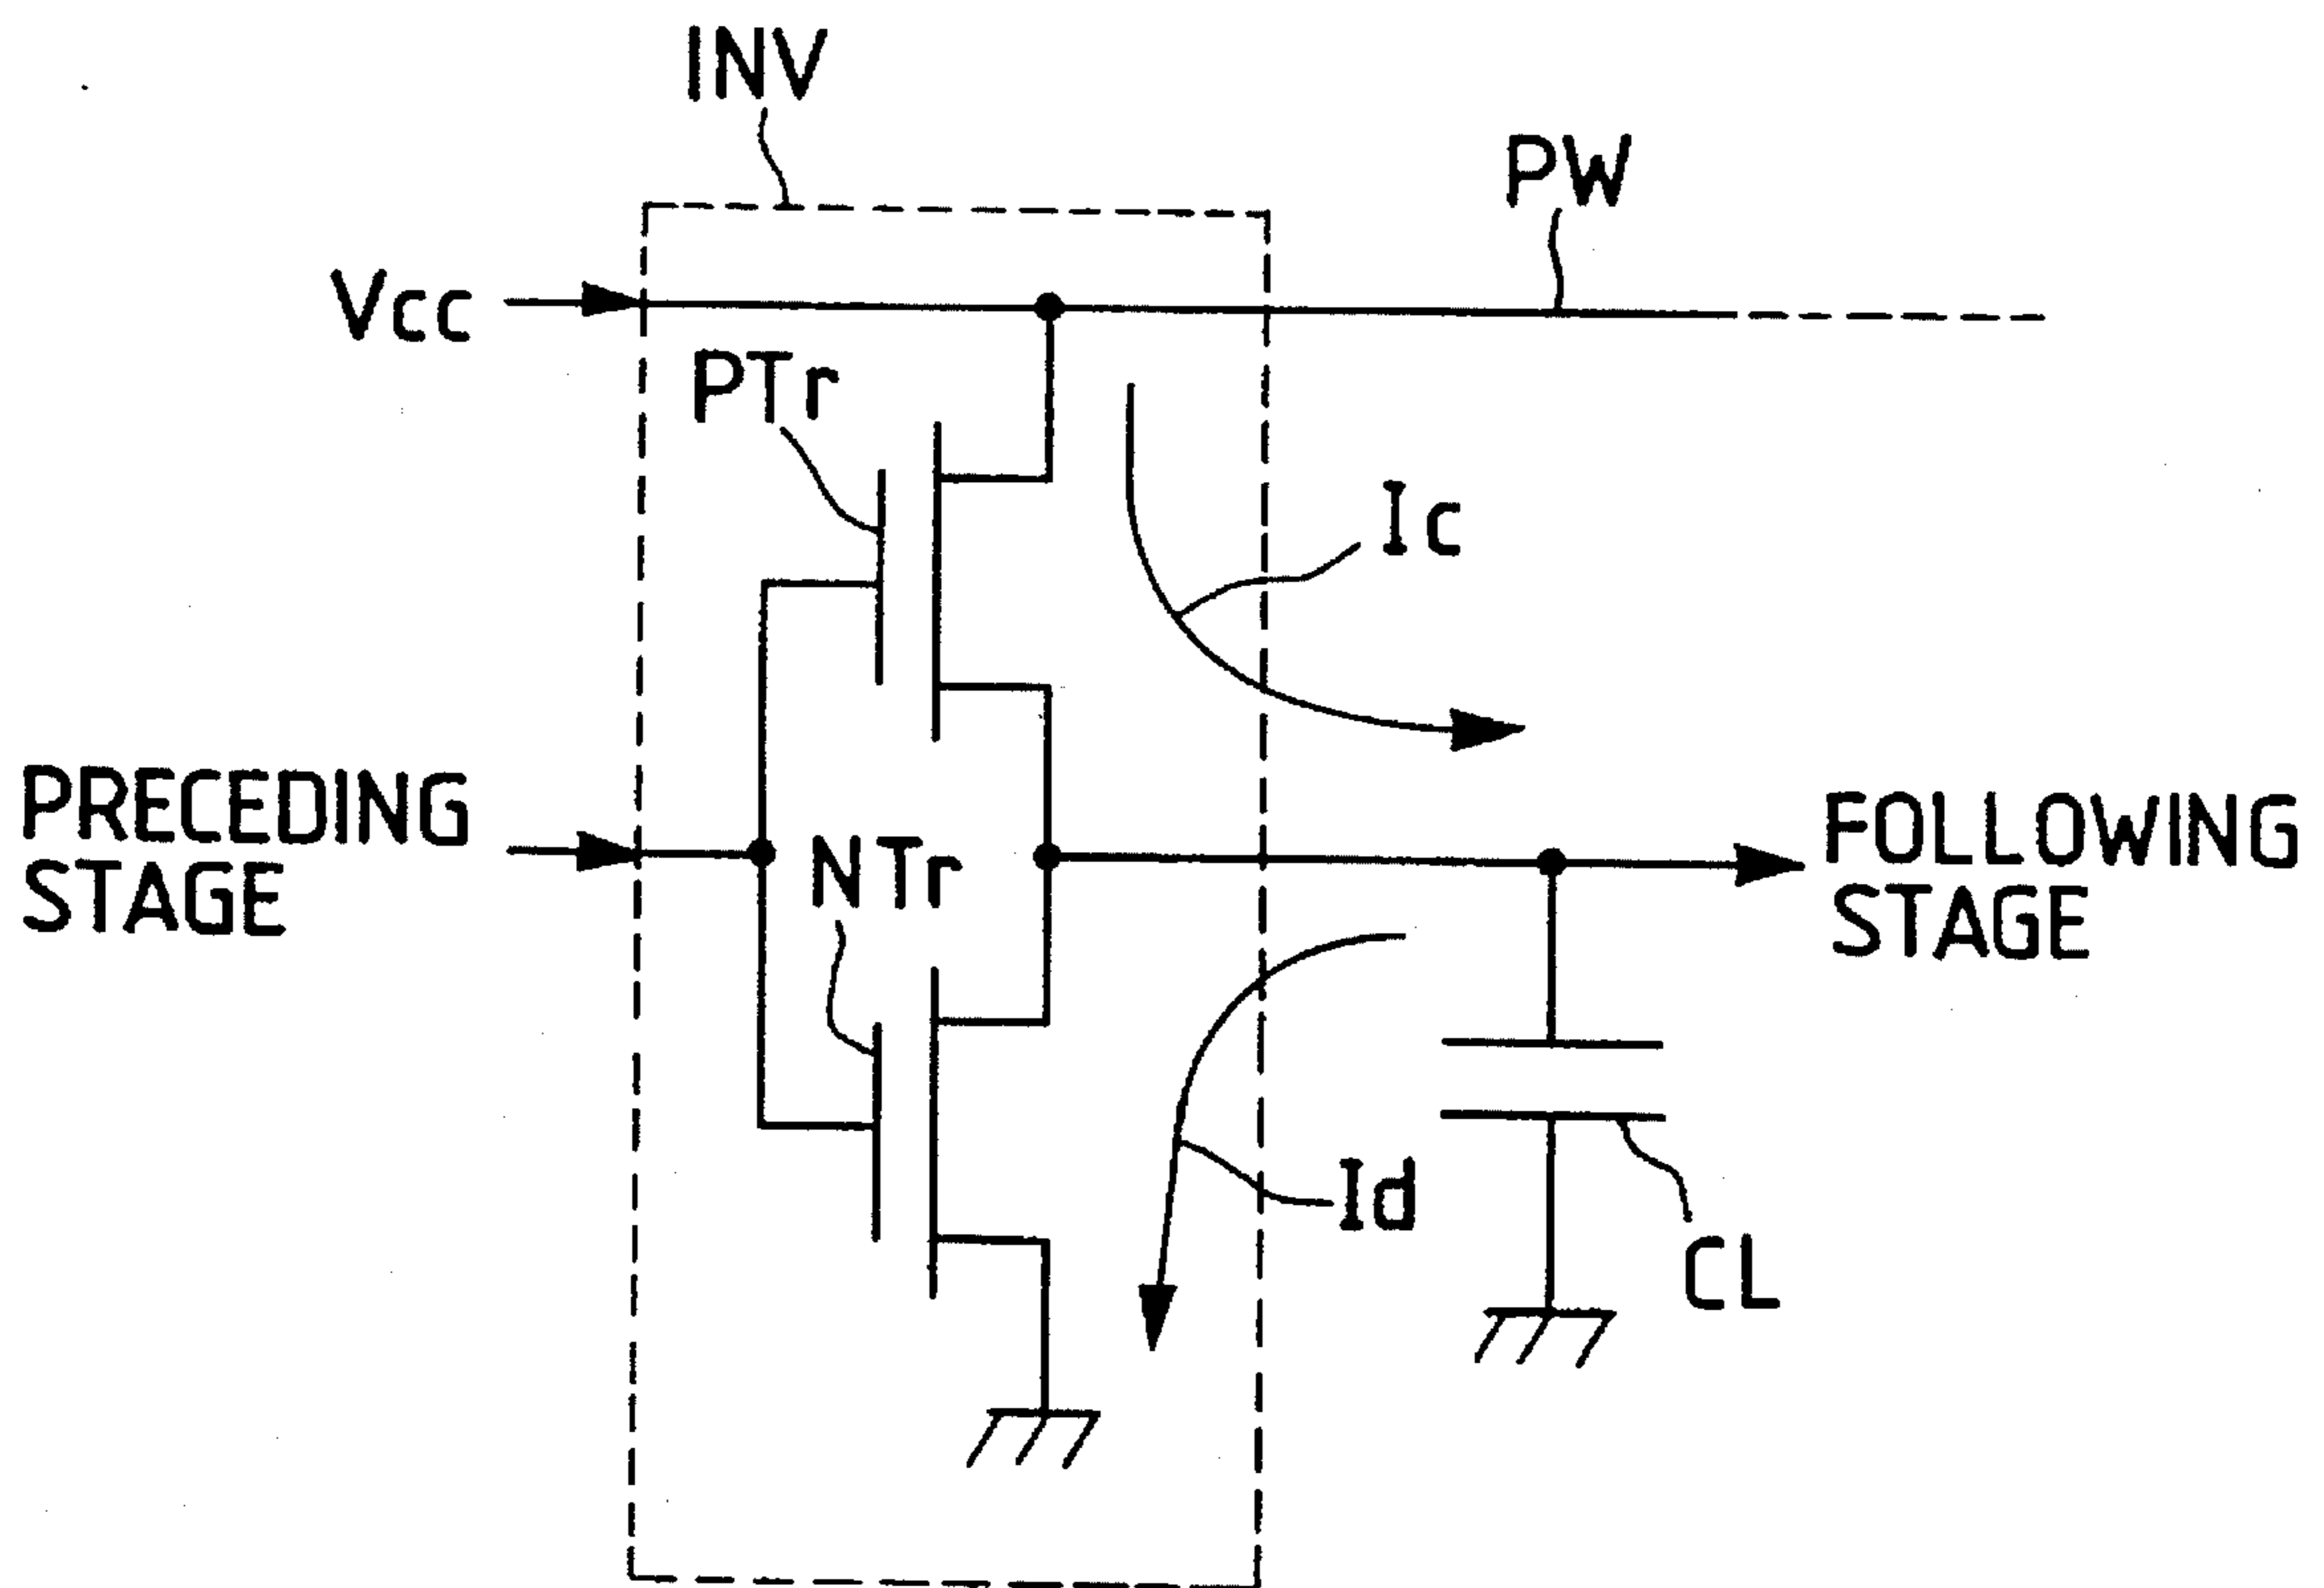 INV
PW
Vcc
PTr
Ic
PRECEDING
STAGE
NTr
FOLLOWING
STAGE
Id
CL